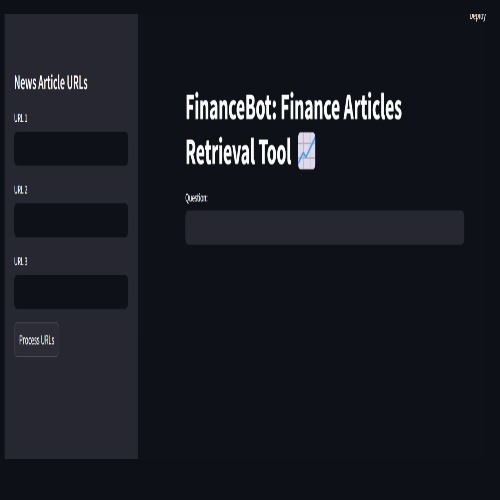 Deploy
News Article URLs
URL 1
URL 2
URL 3
Process URLs
FinanceBot: Finance Articles
Retrieval Tool 📈
Question: